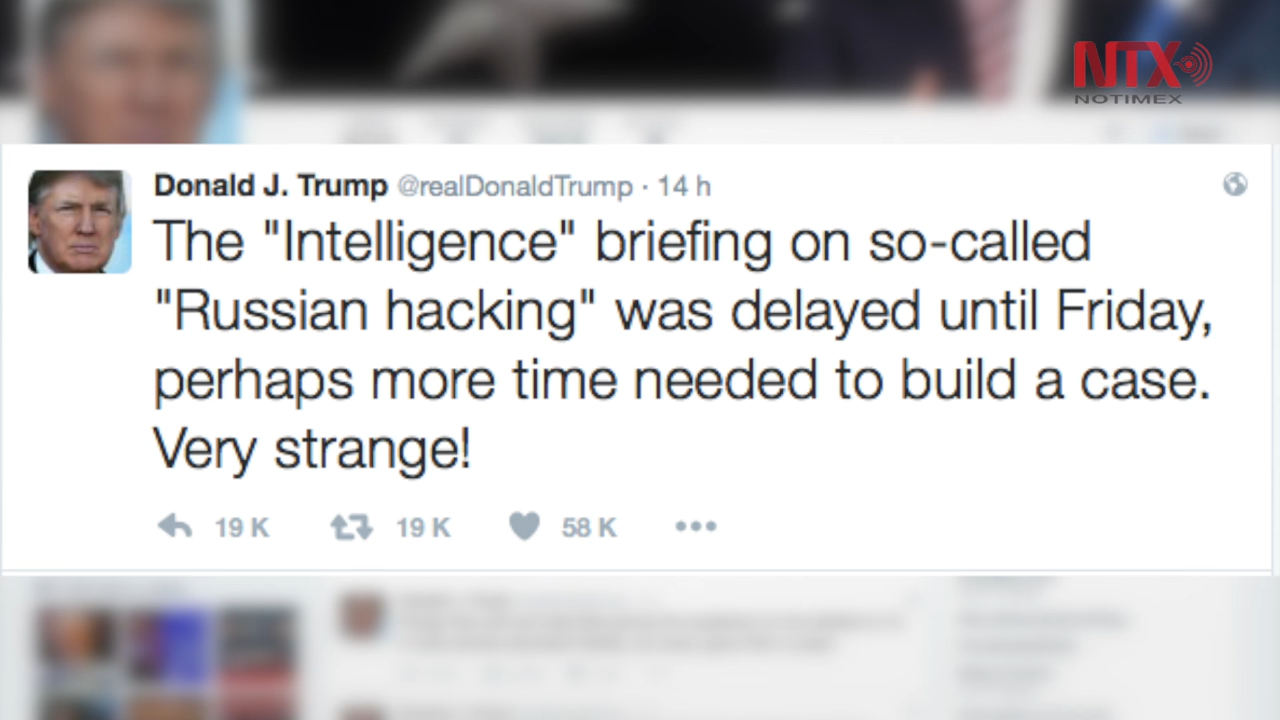 NTX
NOTIMEX
Donald J. Trump @realDonaldTrump · 14 h
The "Intelligence" briefing on so-called
"Russian hacking" was delayed until Friday,
perhaps more time needed to build a case.
Very strange!
19 K 19 K 58 K